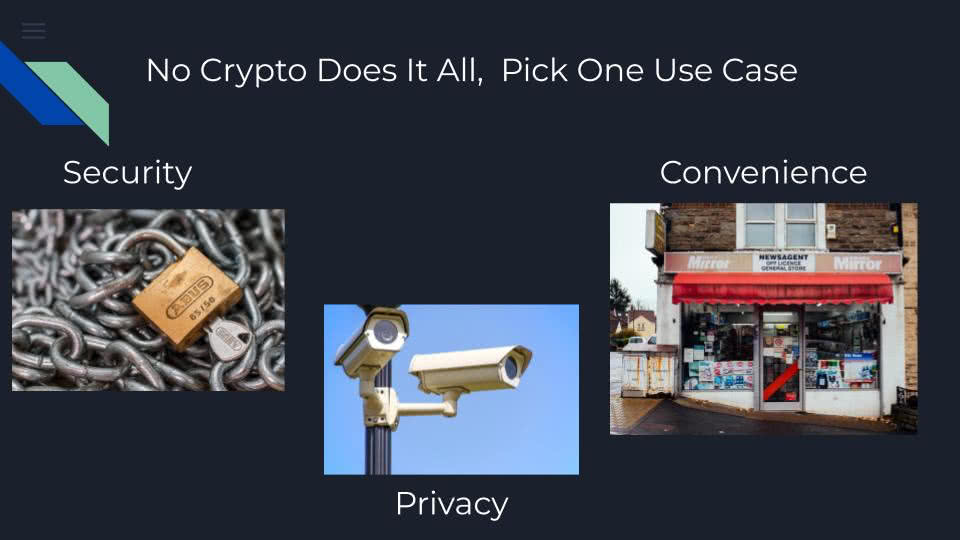 No Crypto Does It All, Pick One Use Case
Security
Convenience
ABUS
85/50
Mirror
NEWSAGENT
OFF LICENCE
GENERAL STORE
Mirror
Privacy